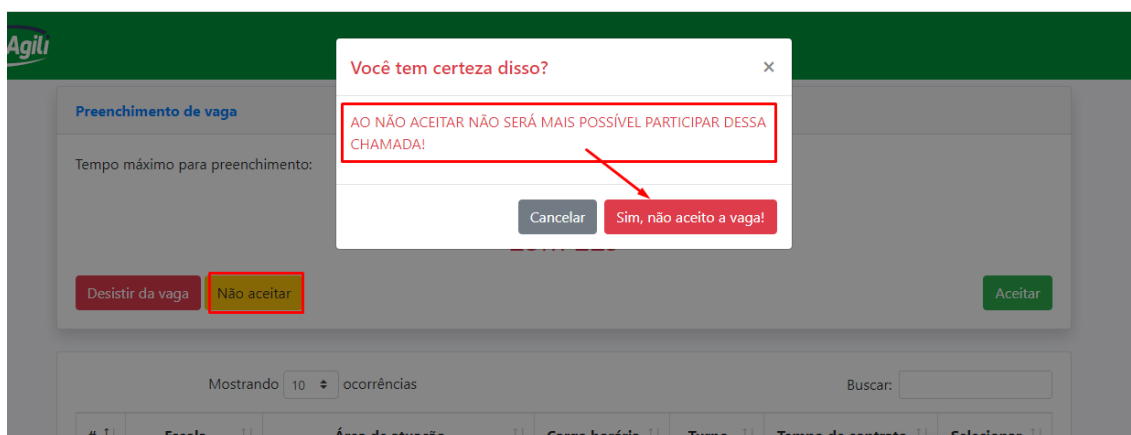 Agili
Você tem certeza disso? ×
Preenchimento de vaga
AO NÃO ACEITAR NÃO SERÁ MAIS POSSÍVEL PARTICIPAR DESSA
CHAMADA!
Tempo máximo para preenchimento:
Cancelar Sim, não aceito a vaga!
Desistir da vaga Não aceitar Aceitar
Mostrando 10 ocorrências Buscar:
# Escola Área de atuação Carga horária Turno Tempo de contrato Selecionar